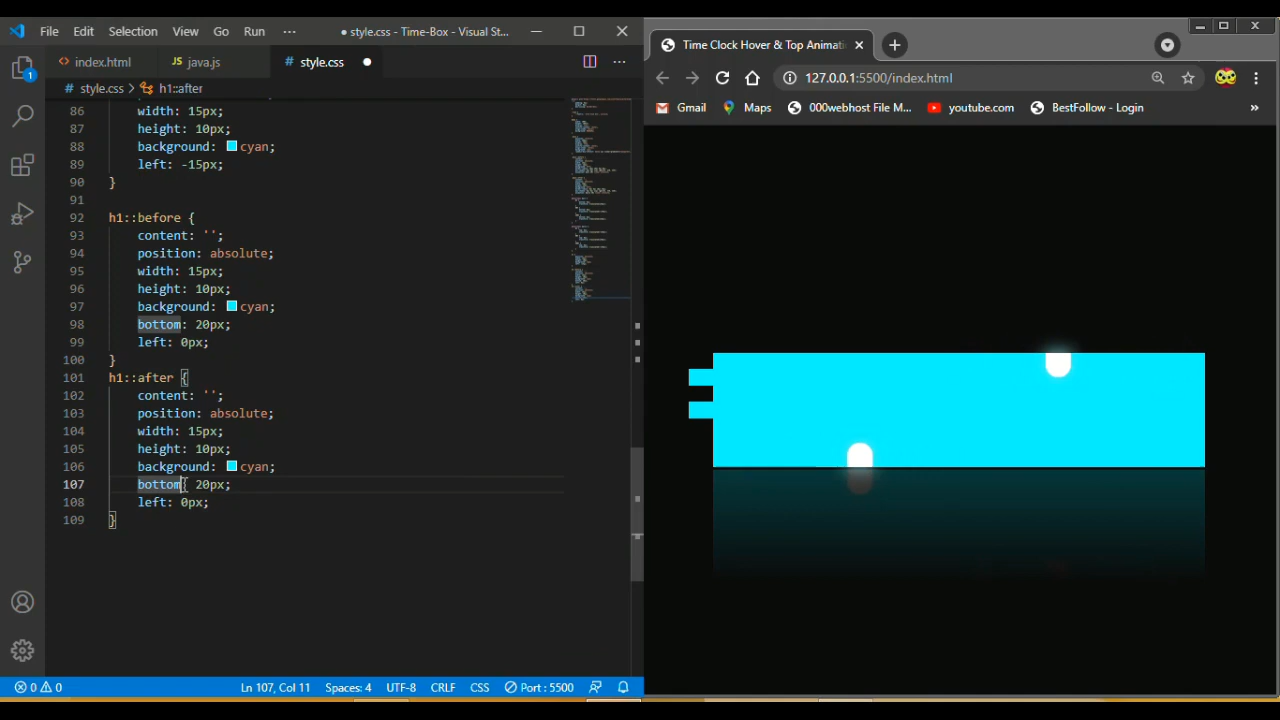 File Edit Selection View Go Run ··· ● style.css - Time-Box - Visual St...
index.html java.js # style.css ● ···
1
# style.css > h1::after
86 width: 15px;
87 height: 10px;
88 background: cyan;
89 left: -15px;
90 }
91
92 h1::before {
93 content: '';
94 position: absolute;
95 width: 15px;
96 height: 10px;
97 background: cyan;
98 bottom: 20px;
99 left: 0px;
100 }
101 h1::after {
102 content: '';
103 position: absolute;
104 width: 15px;
105 height: 10px;
106 background: cyan;
107 bottom: 20px;
108 left: 0px;
109 }
0 0 Ln 107, Col 11 Spaces: 4 UTF-8 CRLF CSS Port : 5500
Time Clock Hover & Top Animati
127.0.0.1:5500/index.html
Gmail Maps 000webhost File M... youtube.com BestFollow - Login »